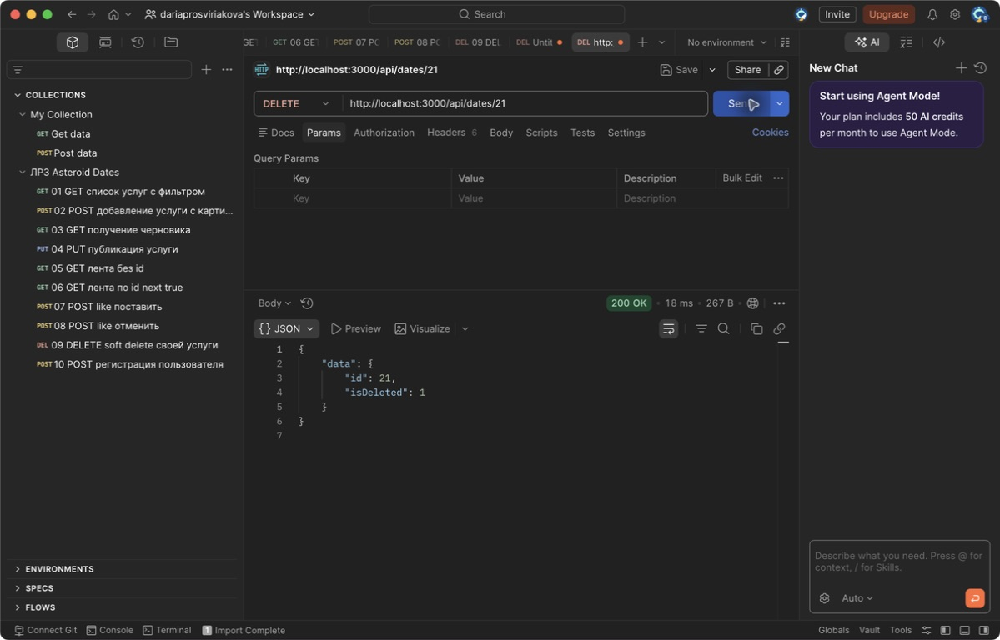 dariaprosviriakova's Workspace
Search
Invite
Upgrade
GET
GET 06 GET
POST 07 PC
POST 08 PC
DEL 09 DEL
DEL Untit
DEL http:
No environment
AI
HTTP http://localhost:3000/api/dates/21
Save
Share
New Chat
COLLECTIONS
My Collection
GET Get data
POST Post data
ЛР3 Asteroid Dates
GET 01 GET список услуг с фильтром
POST 02 POST добавление услуги с карти...
GET 03 GET получение черновика
PUT 04 PUT публикация услуги
GET 05 GET лента без id
GET 06 GET лента по id next true
POST 07 POST like поставить
POST 08 POST like отменить
DEL 09 DELETE soft delete своей услуги
POST 10 POST регистрация пользователя
ENVIRONMENTS
SPECS
FLOWS
DELETE
http://localhost:3000/api/dates/21
Send
Docs
Params
Authorization
Headers 6
Body
Scripts
Tests
Settings
Cookies
Query Params
Key Value Description Bulk Edit
Key Value Description
Body
200 OK • 18 ms • 267 B
{} JSON
Preview
Visualize
1 {
2 "data": {
3 "id": 21,
4 "isDeleted": 1
5 }
6 }
7
Start using Agent Mode!
Your plan includes 50 AI credits
per month to use Agent Mode.
Describe what you need. Press @ for
context, / for Skills.
Auto
Connect Git
Console
Terminal
1 Import Complete
Globals
Vault
Tools